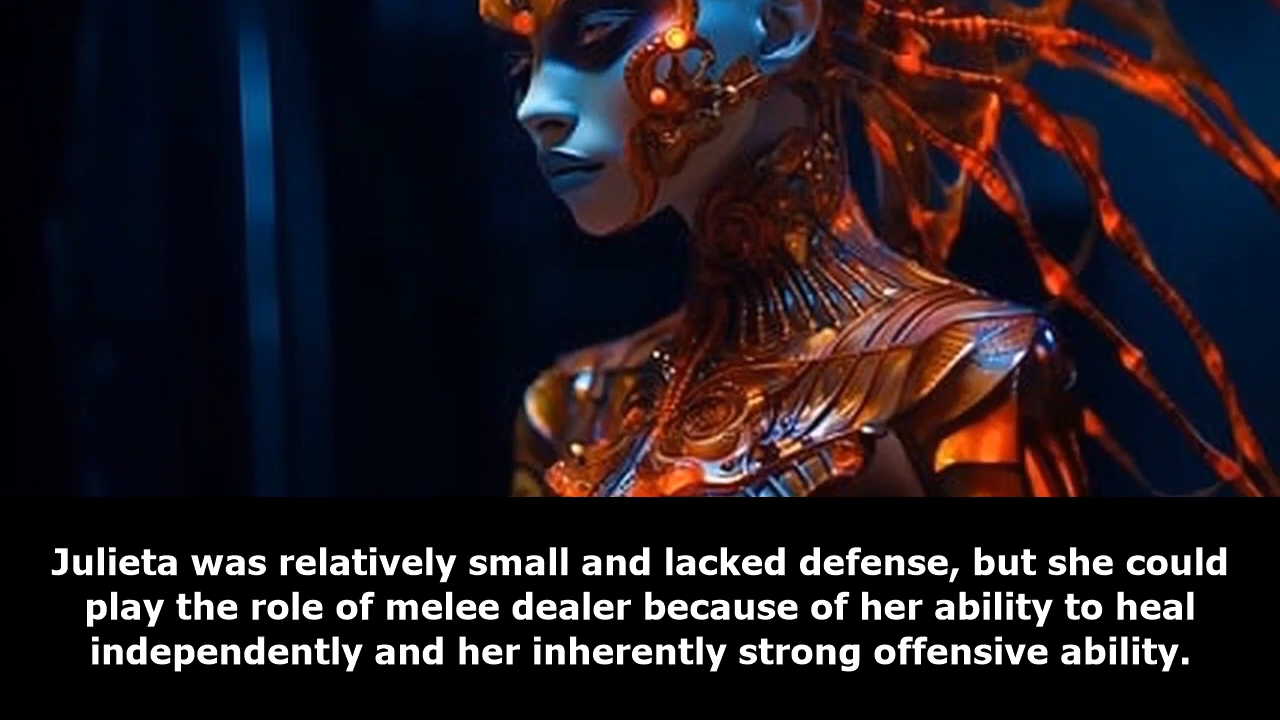 Julieta was relatively small and lacked defense, but she could
play the role of melee dealer because of her ability to heal
independently and her inherently strong offensive ability.